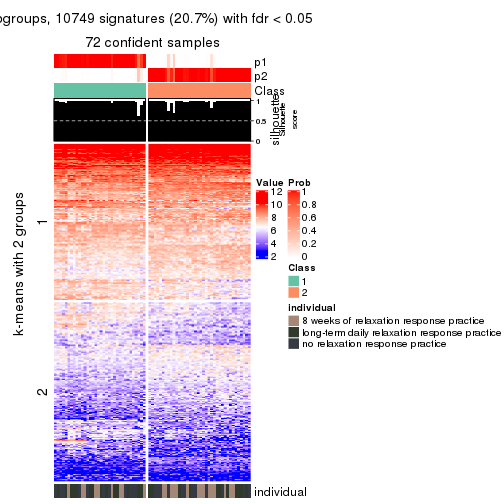 ogroups, 10749 signatures (20.7%) with fdr < 0.05
72 confident samples
p1
p2
Class
1
0.5
0
silhouette
Silhouette
score
k-means with 2 groups
1
2
Value
12
10
8
6
4
2
Prob
1
0.8
0.6
0.4
0.2
0
Class
1
2
individual
8 weeks of relaxation response practice
long-term daily relaxation response practice
no relaxation response practice
individual